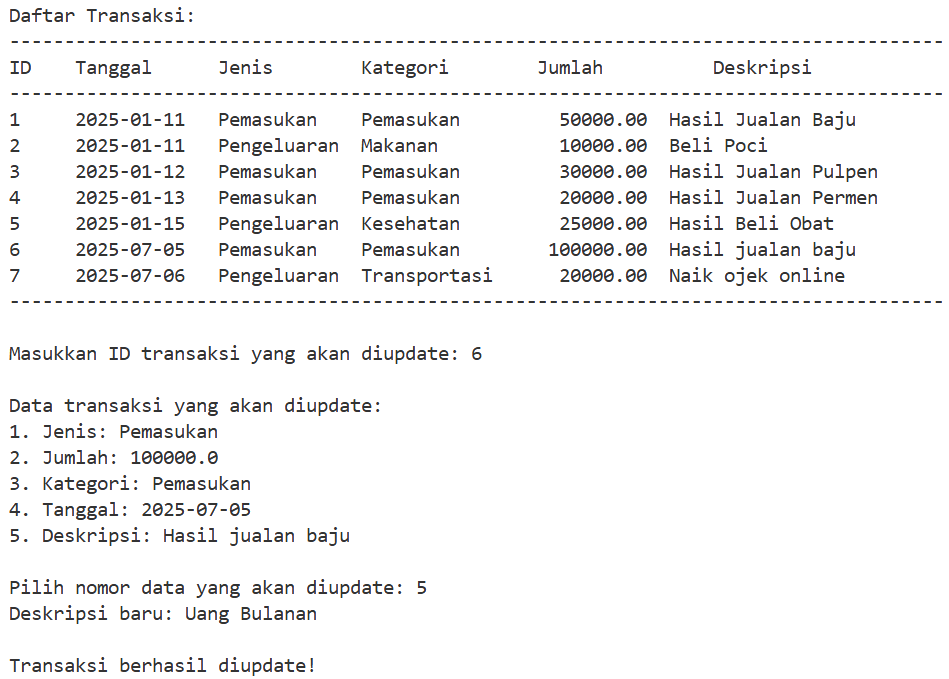 Daftar Transaksi:
-------------------------------------------------------------------------------------
ID    Tanggal      Jenis        Kategori        Jumlah          Deskripsi
-------------------------------------------------------------------------------------
1     2025-01-11   Pemasukan    Pemasukan         50000.00  Hasil Jualan Baju
2     2025-01-11   Pengeluaran  Makanan           10000.00  Beli Poci
3     2025-01-12   Pemasukan    Pemasukan         30000.00  Hasil Jualan Pulpen
4     2025-01-13   Pemasukan    Pemasukan         20000.00  Hasil Jualan Permen
5     2025-01-15   Pengeluaran  Kesehatan         25000.00  Hasil Beli Obat
6     2025-07-05   Pemasukan    Pemasukan        100000.00  Hasil jualan baju
7     2025-07-06   Pengeluaran  Transportasi      20000.00  Naik ojek online
-------------------------------------------------------------------------------------
Masukkan ID transaksi yang akan diupdate: 6
Data transaksi yang akan diupdate:
1. Jenis: Pemasukan
2. Jumlah: 100000.0
3. Kategori: Pemasukan
4. Tanggal: 2025-07-05
5. Deskripsi: Hasil jualan baju
Pilih nomor data yang akan diupdate: 5
Deskripsi baru: Uang Bulanan
Transaksi berhasil diupdate!